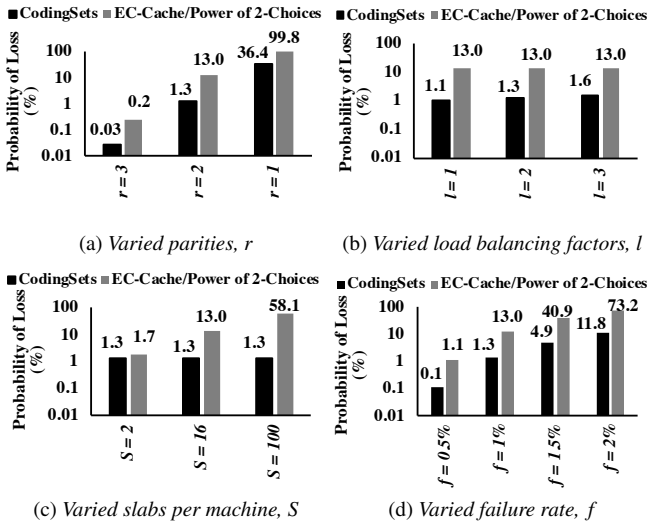 CodingSets EC-Cache/Power of 2-Choices
Probability of Loss
(%)
100
10
1
0.1
0.01
0.03
0.2
1.3
13.0
36.4
99.8
r = 3
r = 2
r = 1
(a) Varied parities, r
CodingSets EC-Cache/Power of 2-Choices
Probability of Loss
(%)
100
10
1
0.1
0.01
1.1
13.0
1.3
13.0
1.6
13.0
l = 1
l = 2
l = 3
(b) Varied load balancing factors, l
CodingSets EC-Cache/Power of 2-Choices
Probability of Loss
(%)
100
10
1
0.1
0.01
1.3
1.7
1.3
13.0
1.3
58.1
S = 2
S = 16
S = 100
(c) Varied slabs per machine, S
CodingSets EC-Cache/Power of 2-Choices
Probability of Loss
(%)
100
10
1
0.1
0.01
0.1
1.1
1.3
13.0
4.9
40.9
11.8
73.2
f = 0.5%
f = 1%
f = 1.5%
f = 2%
(d) Varied failure rate, f